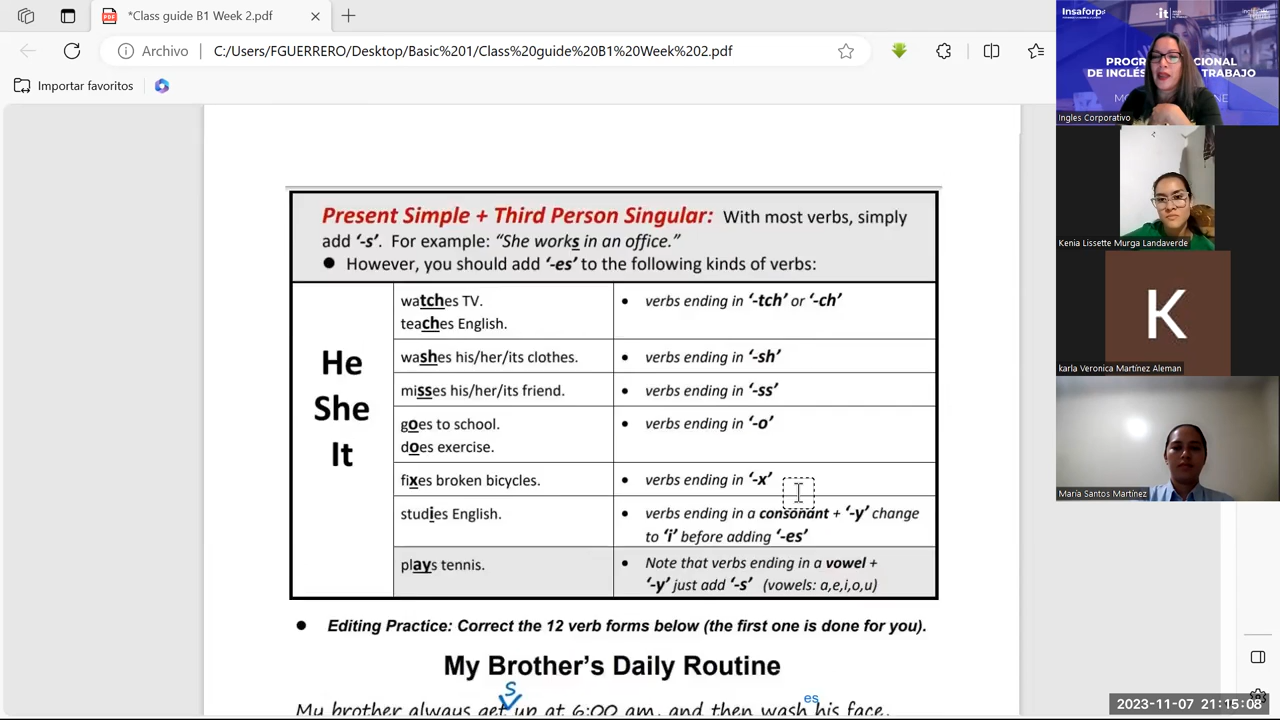 *Class guide B1 Week 2.pdf
Archivo
C:/Users/FGUERRERO/Desktop/Basic%201/Class%20guide%20B1%20Week%202.pdf
Importar favoritos
Present Simple + Third Person Singular: With most verbs, simply
add '-s'. For example: "She works in an office."
● However, you should add '-es' to the following kinds of verbs:
He
She
It
watches TV.
teaches English.
• verbs ending in '-tch' or '-ch'
washes his/her/its clothes.
• verbs ending in '-sh'
misses his/her/its friend.
• verbs ending in '-ss'
goes to school.
does exercise.
• verbs ending in '-o'
fixes broken bicycles.
• verbs ending in '-x'
studies English.
• verbs ending in a consonant + '-y' change
to 'i' before adding '-es'
plays tennis.
• Note that verbs ending in a vowel +
'-y' just add '-s' (vowels: a,e,i,o,u)
● Editing Practice: Correct the 12 verb forms below (the first one is done for you).
My Brother's Daily Routine
s
es
My brother always get up at 6:00 am. and then wash his face.
Insaforp
Ingles Corporativo
Kenia Lissette Murga Landaverde
K
karla Veronica Martínez Aleman
María Santos Martínez
2023-11-07 21:15:08